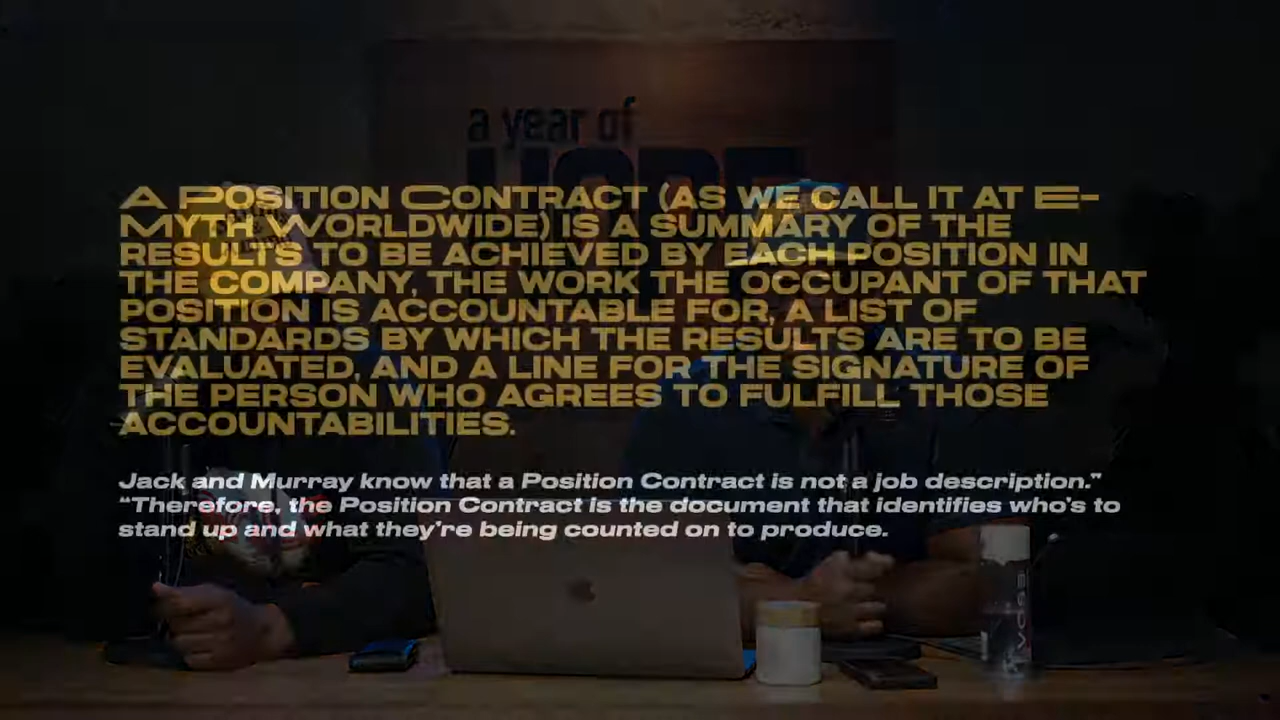 a year of
HOPE
A Position Contract (as we call it at E-
Myth Worldwide) is a summary of the
results to be achieved by each position in
the company, the work the occupant of that
position is accountable for, a list of
standards by which the results are to be
evaluated, and a line for the signature of
the person who agrees to fulfill those
accountabilities.
Jack and Murray know that a Position Contract is not a job description.”
“Therefore, the Position Contract is the document that identifies who's to
stand up and what they're being counted on to produce.